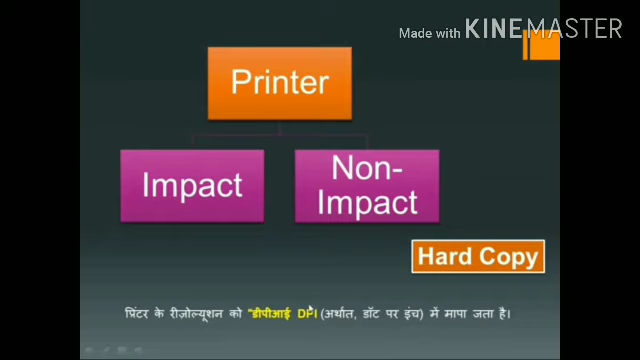 Made with KINEMASTER
Printer
Impact
Non-
Impact
Hard Copy
प्रिंटर के रीज़ोल्यूशन को "डीपीआई DPI (अर्थात, डॉट पर इंच) में मापा जता है।